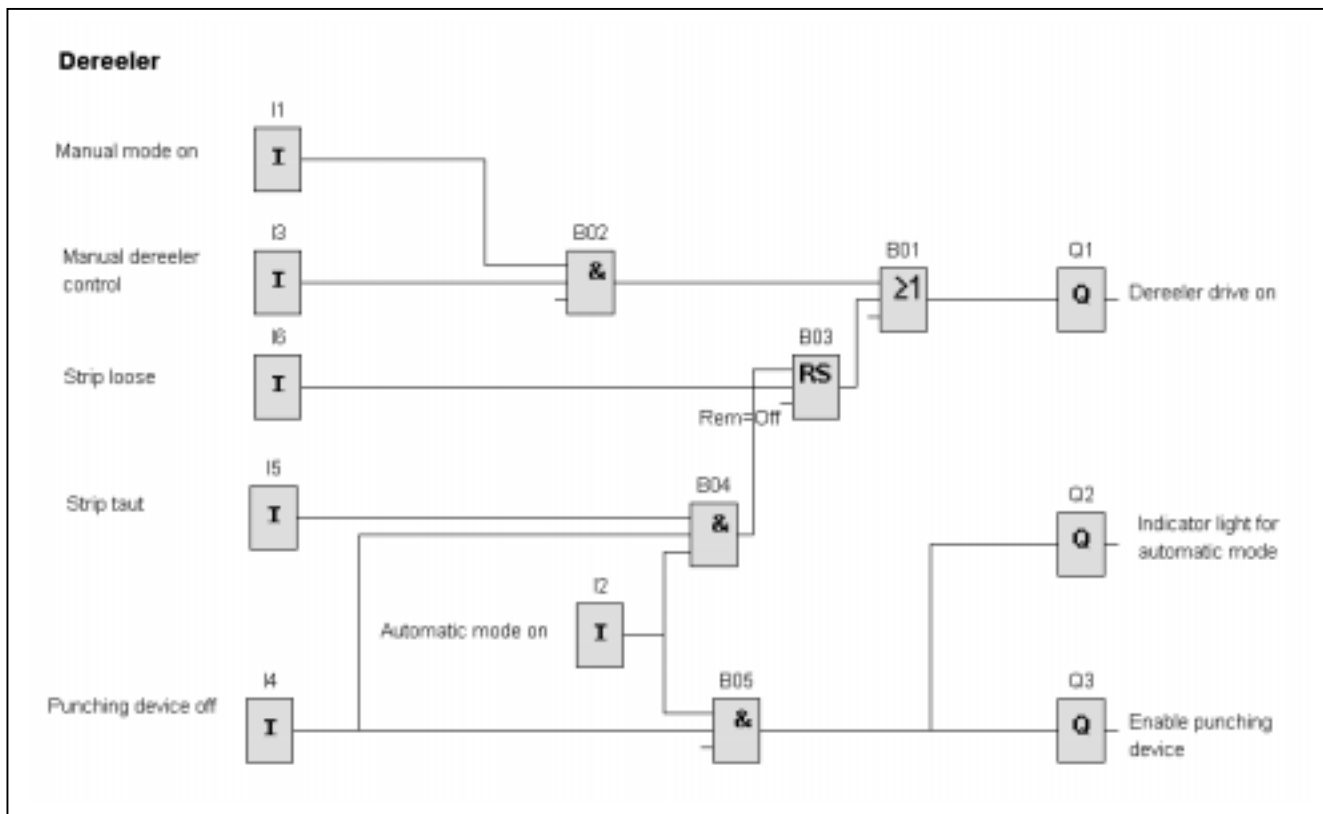 Dereeler
I1
Manual mode on
I
I3
Manual dereeler
control
I
B02
&
B01
≥1
Q1
Q
Dereeler drive on
I6
Strip loose
I
B03
RS
Rem=Off
I5
Strip taut
I
B04
&
Q2
Q
Indicator light for
automatic mode
I2
Automatic mode on
I
I4
Punching device off
I
B05
&
Q3
Q
Enable punching
device